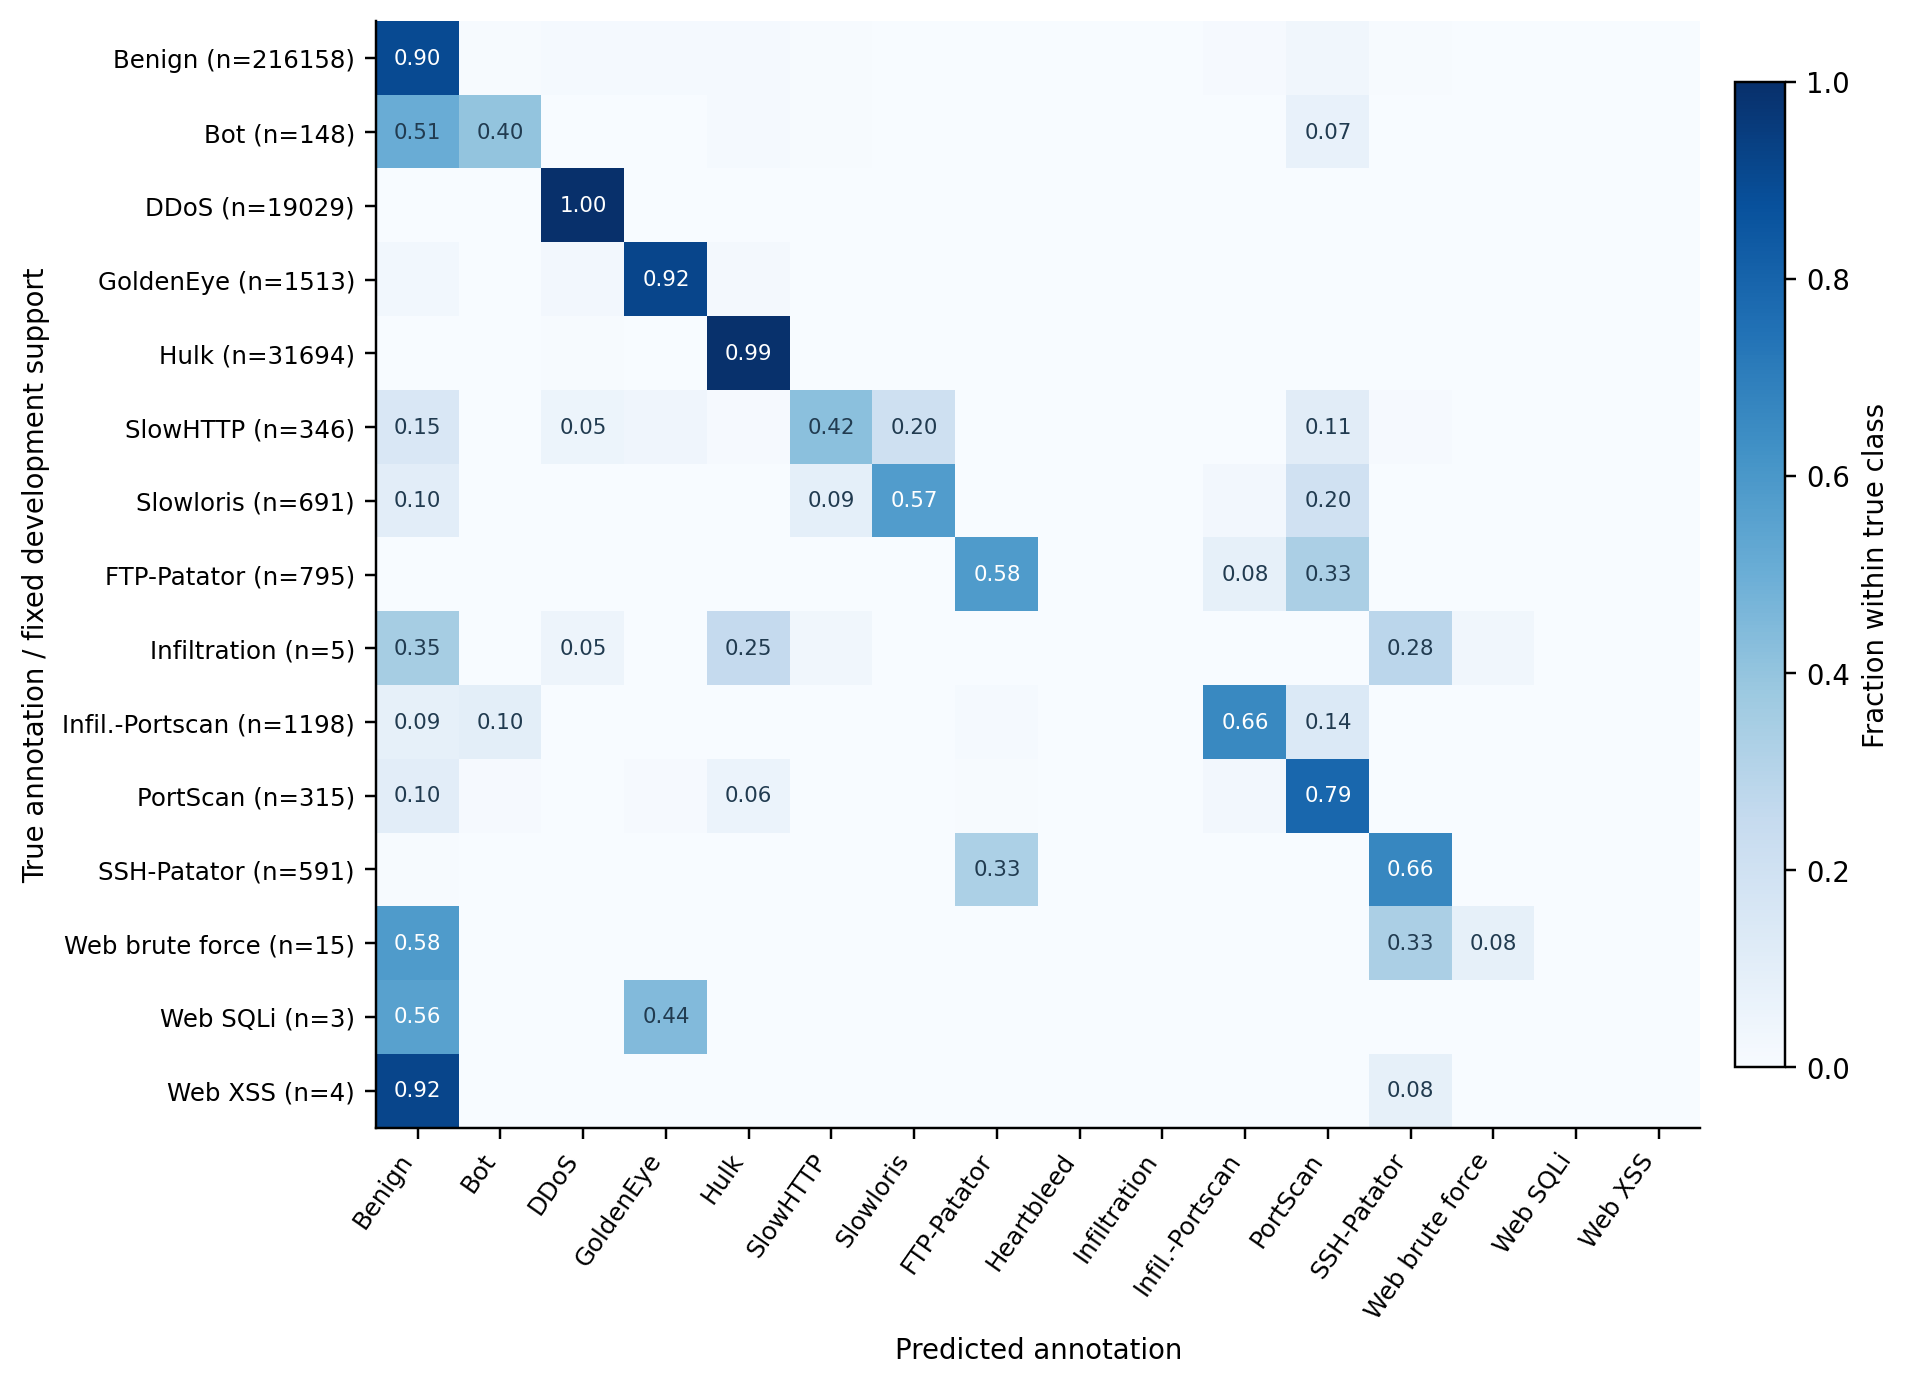 True annotation / fixed development support
Benign (n=216158) 0.90
Bot (n=148) 0.51 0.40 0.07
DDoS (n=19029) 1.00
GoldenEye (n=1513) 0.92
Hulk (n=31694) 0.99
SlowHTTP (n=346) 0.15 0.05 0.42 0.20 0.11
Slowloris (n=691) 0.10 0.09 0.57 0.20
FTP-Patator (n=795) 0.58 0.08 0.33
Infiltration (n=5) 0.35 0.05 0.25 0.28
Infil.-Portscan (n=1198) 0.09 0.10 0.66 0.14
PortScan (n=315) 0.10 0.06 0.79
SSH-Patator (n=591) 0.33 0.66
Web brute force (n=15) 0.58 0.33 0.08
Web SQLi (n=3) 0.56 0.44
Web XSS (n=4) 0.92 0.08
Benign
Bot
DDoS
GoldenEye
Hulk
SlowHTTP
Slowloris
FTP-Patator
Heartbleed
Infiltration
Infil.-Portscan
PortScan
SSH-Patator
Web brute force
Web SQLi
Web XSS
Predicted annotation
1.0
0.8
0.6
0.4
0.2
0.0
Fraction within true class